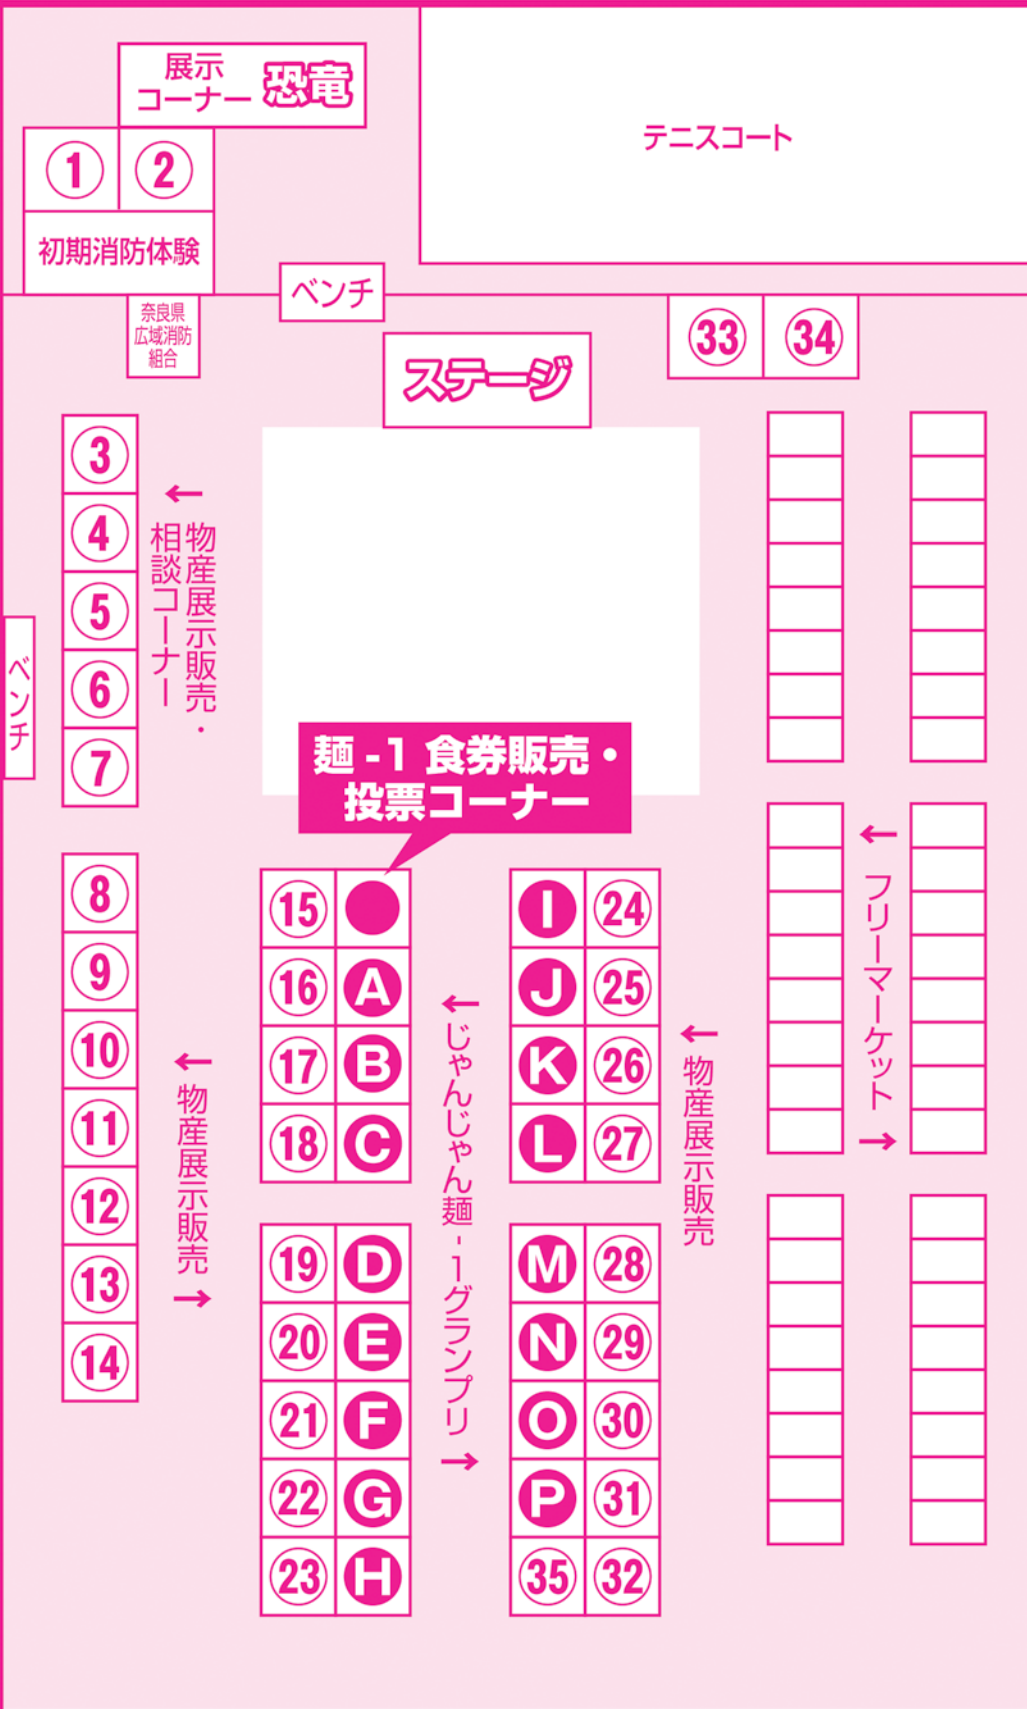 展示
コーナー 恐竜
テニスコート
① ②
初期消防体験
ベンチ
奈良県
広域消防
組合
ステージ
㉝ ㉞
③
④
⑤
⑥
⑦
←
物産展示販売・
相談コーナー
ベンチ
麺-1 食券販売・
投票コーナー
⑧
⑨
⑩
⑪
⑫
⑬
⑭
← 物産展示販売 →
⑮ ●
⑯ A
⑰ B
⑱ C
⑲ D
⑳ E
㉑ F
㉒ G
㉓ H
← じゃんじゃん麺-1グランプリ →
I ㉔
J ㉕
K ㉖
L ㉗
M ㉘
N ㉙
O ㉚
P ㉛
㉟ ㉜
← 物産展示販売
← フリーマーケット →